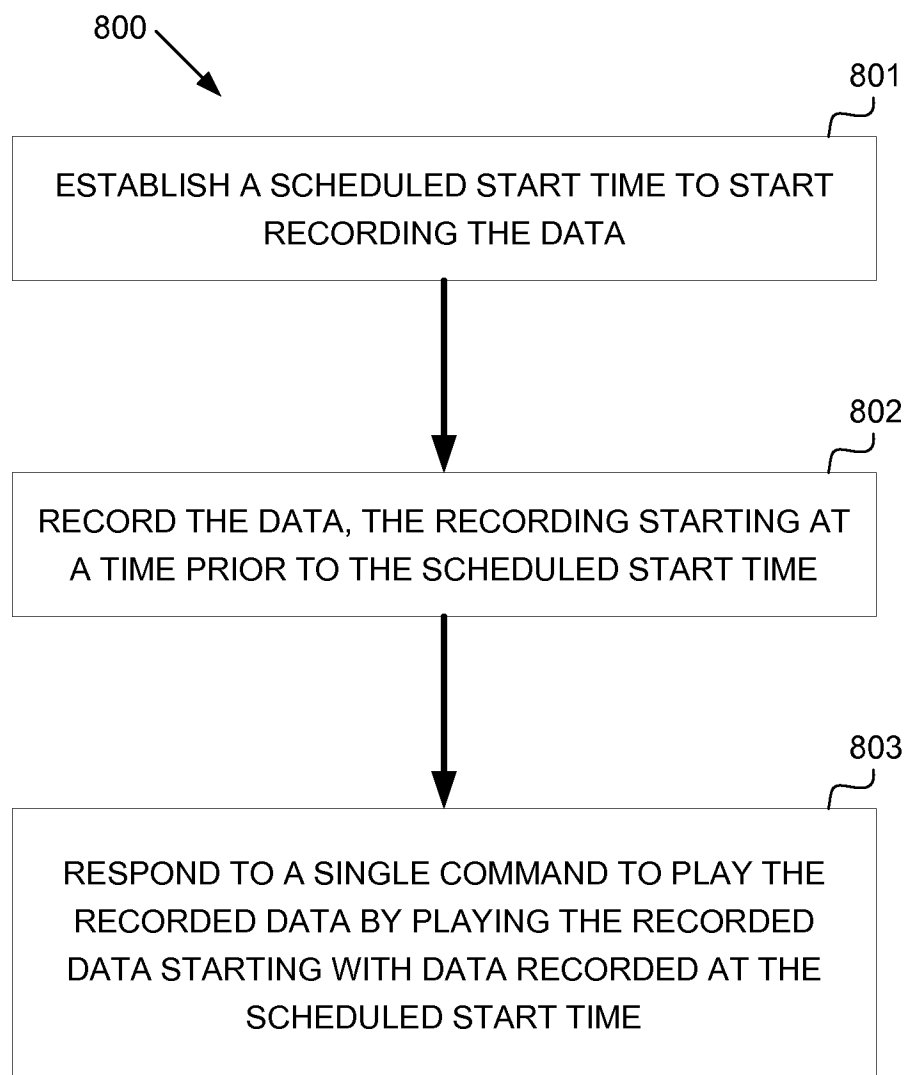 800
801
ESTABLISH A SCHEDULED START TIME TO START
RECORDING THE DATA
802
RECORD THE DATA, THE RECORDING STARTING AT
A TIME PRIOR TO THE SCHEDULED START TIME
803
RESPOND TO A SINGLE COMMAND TO PLAY THE
RECORDED DATA BY PLAYING THE RECORDED
DATA STARTING WITH DATA RECORDED AT THE
SCHEDULED START TIME